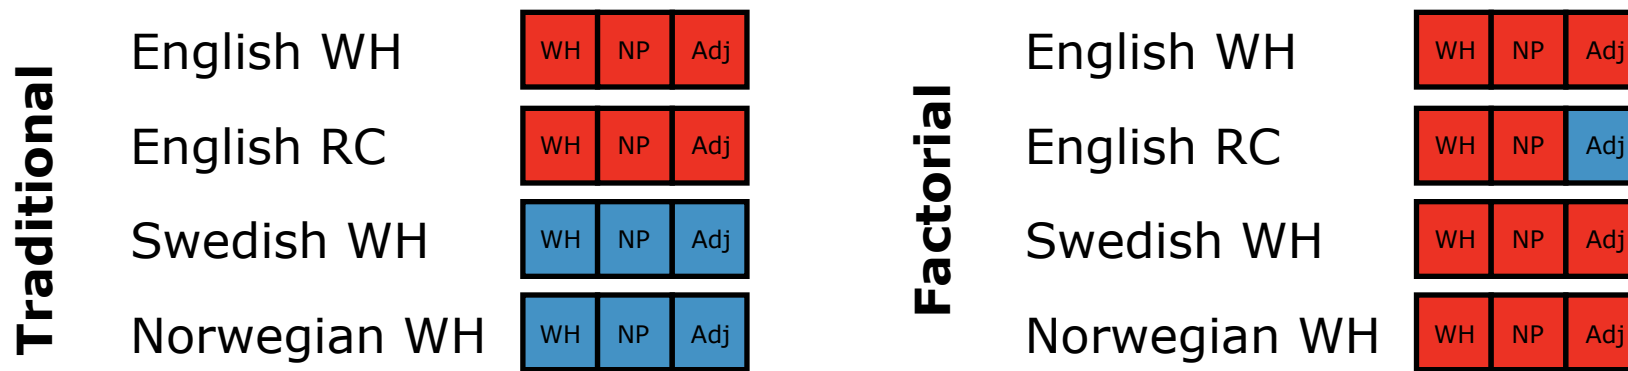 Traditional
English WH WH NP Adj
English RC WH NP Adj
Swedish WH WH NP Adj
Norwegian WH WH NP Adj
Factorial
English WH WH NP Adj
English RC WH NP Adj
Swedish WH WH NP Adj
Norwegian WH WH NP Adj